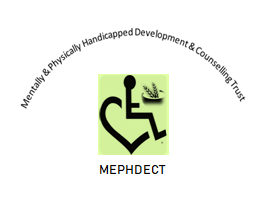 Mentally & Physically Handicapped Development & Counselling Trust
MEPHDECT